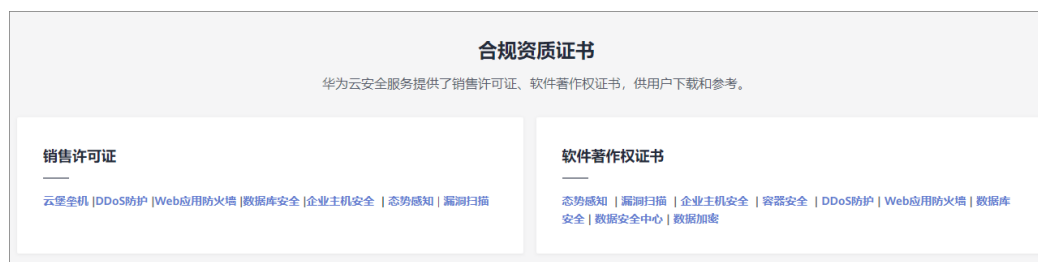 合规资质证书
华为云安全服务提供了销售许可证、软件著作权证书，供用户下载和参考。
销售许可证
云堡垒机 |DDoS防护 |Web应用防火墙 |数据库安全 |企业主机安全 | 态势感知 | 漏洞扫描
软件著作权证书
态势感知 | 漏洞扫描 | 企业主机安全 | 容器安全 | DDoS防护 | Web应用防火墙 | 数据库
安全 | 数据安全中心 | 数据加密